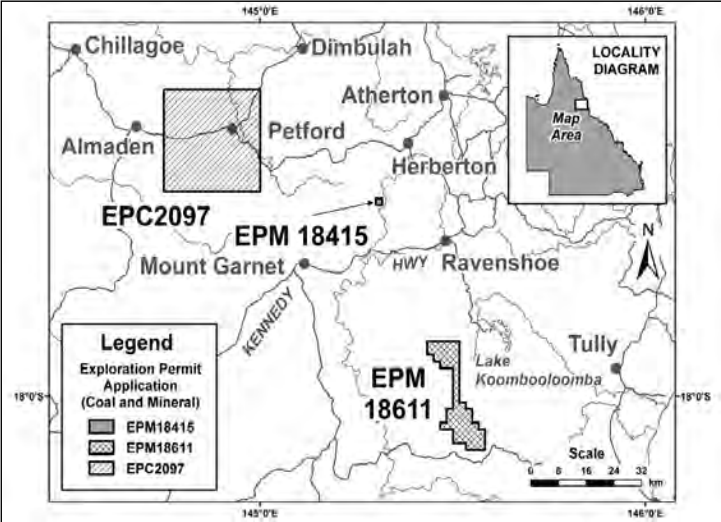 145°0'E
146°0'E
Chillagoe
Dimbulah
LOCALITY
DIAGRAM
Map
Area
Atherton
Almaden
Petford
Herberton
EPC2097
EPM 18415
N
Mount Garnet
HWY
Ravenshoe
KENNEDY
Legend
Exploration Permit
Application
(Coal and Mineral)
EPM18415
EPM18611
EPC2097
EPM
18611
Lake
Koombooloomba
Tully
18°0'S
18°0'S
Scale
0 8 16 24 32
km
145°0'E
146°0'E